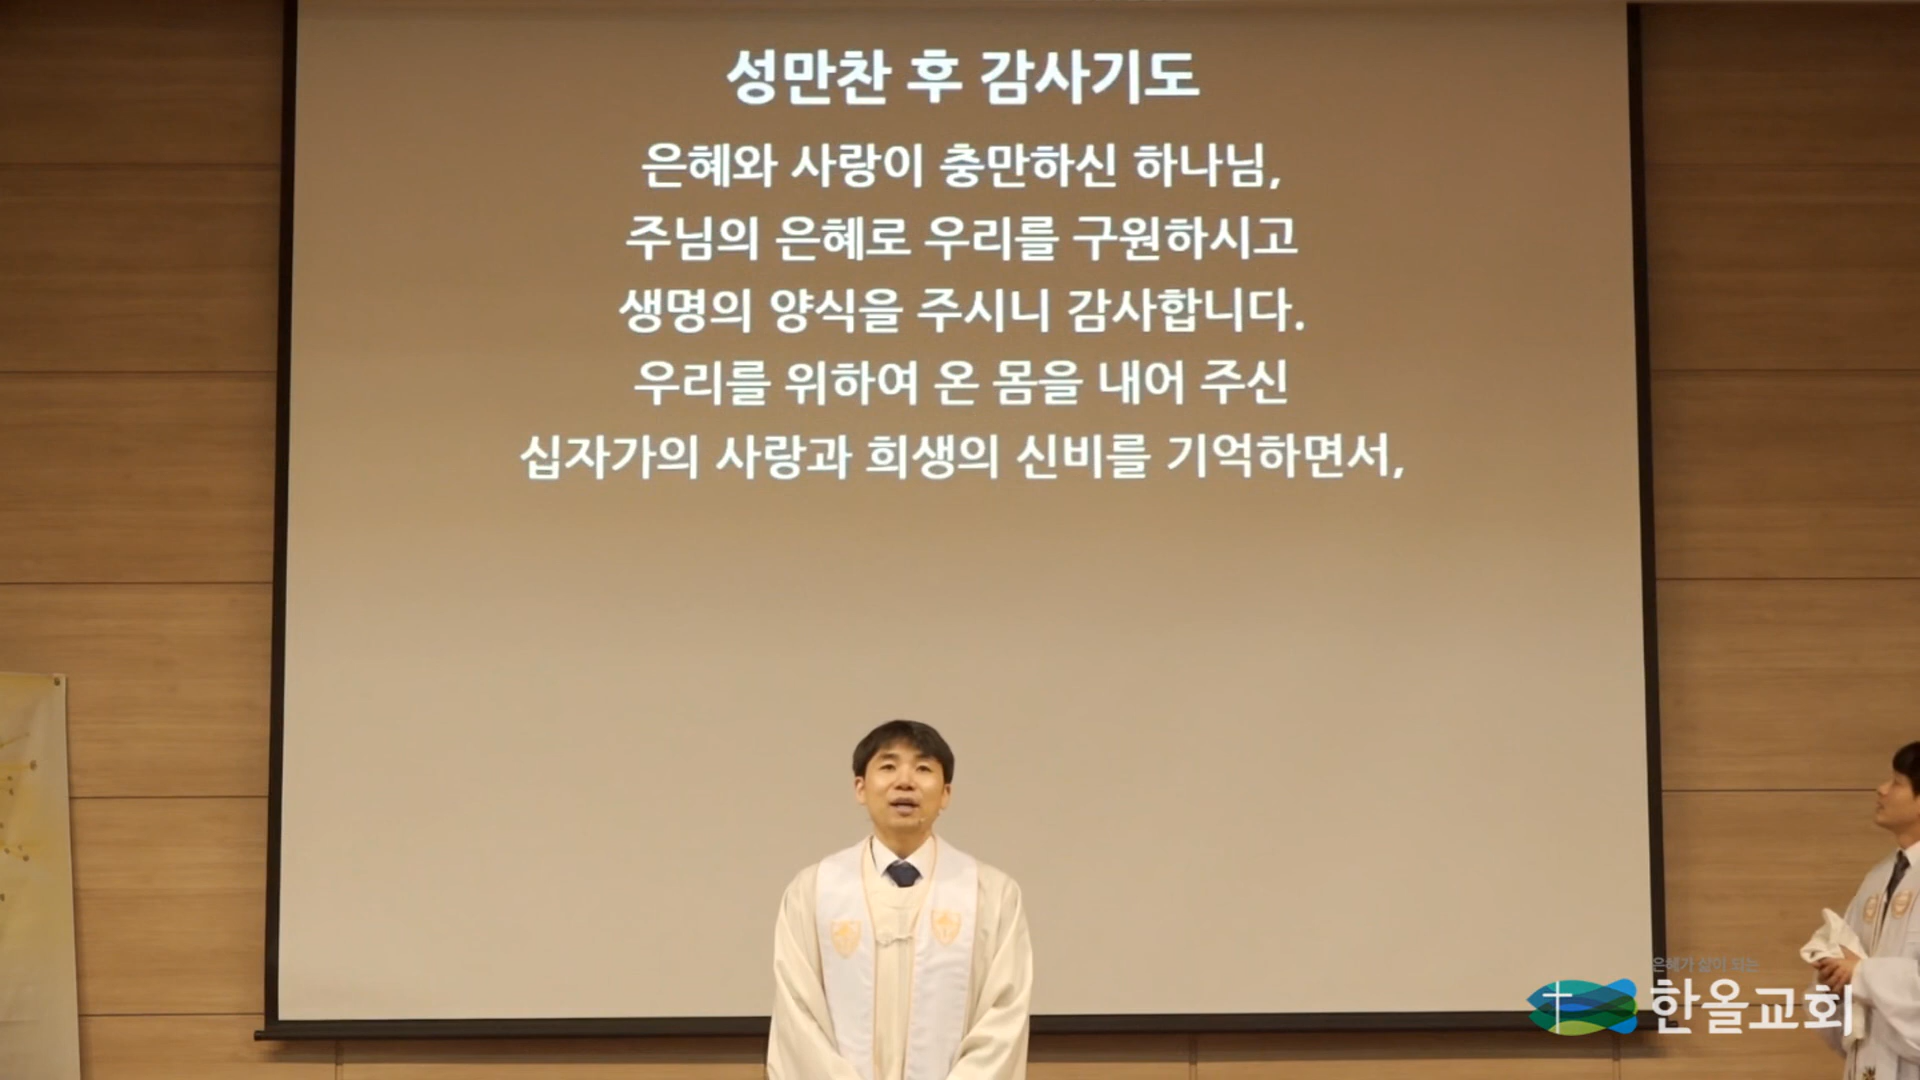 성만찬 후 감사기도
은혜와 사랑이 충만하신 하나님,
주님의 은혜로 우리를 구원하시고
생명의 양식을 주시니 감사합니다.
우리를 위하여 온 몸을 내어 주신
십자가의 사랑과 희생의 신비를 기억하면서,
은혜가 삶이 되는
한올교회